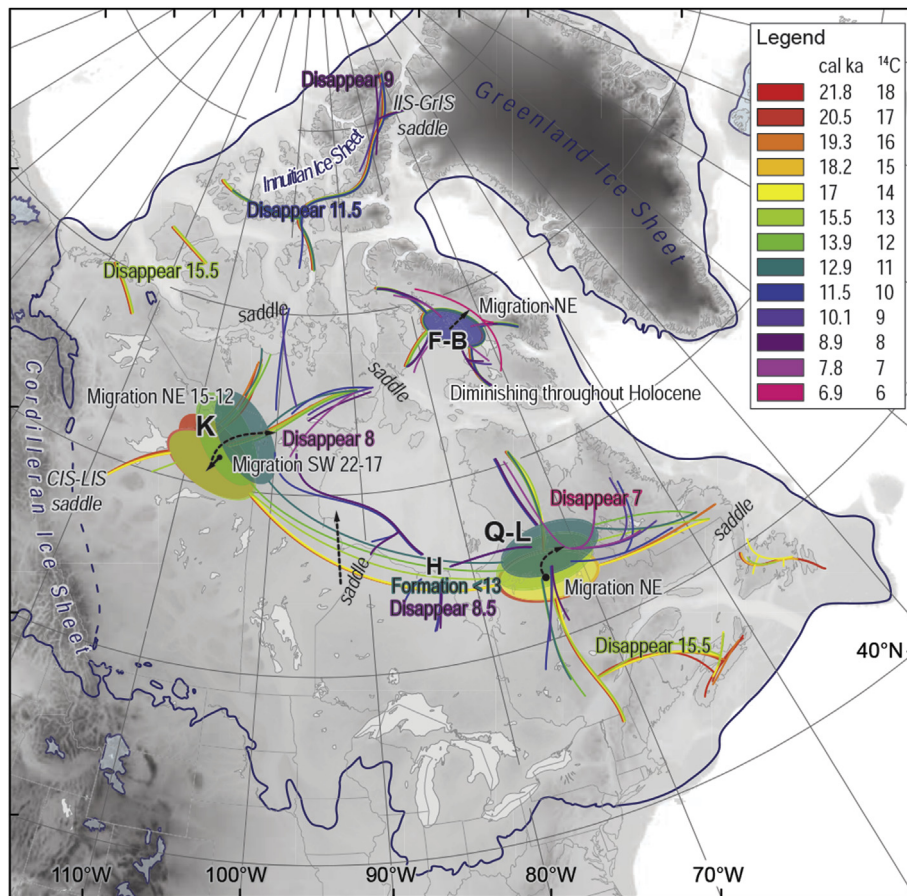 Legend
cal ka 14C
21.8 18
20.5 17
19.3 16
18.2 15
17 14
15.5 13
13.9 12
12.9 11
11.5 10
10.1 9
8.9 8
7.8 7
6.9 6
Disappear 9
IIS-GrIS
saddle
Greenland Ice Sheet
Innuitian Ice Sheet
Disappear 11.5
Disappear 15.5
saddle
Migration NE
F-B
saddle
Diminishing throughout Holocene
Cordilleran Ice Sheet
Migration NE 15-12
K
Disappear 8
Migration SW 22-17
CIS-LIS
saddle
Disappear 7
saddle
Q-L
H
saddle
Formation <13
Disappear 8.5
Migration NE
Disappear 15.5
40°N
110°W
100°W
90°W
80°W
70°W